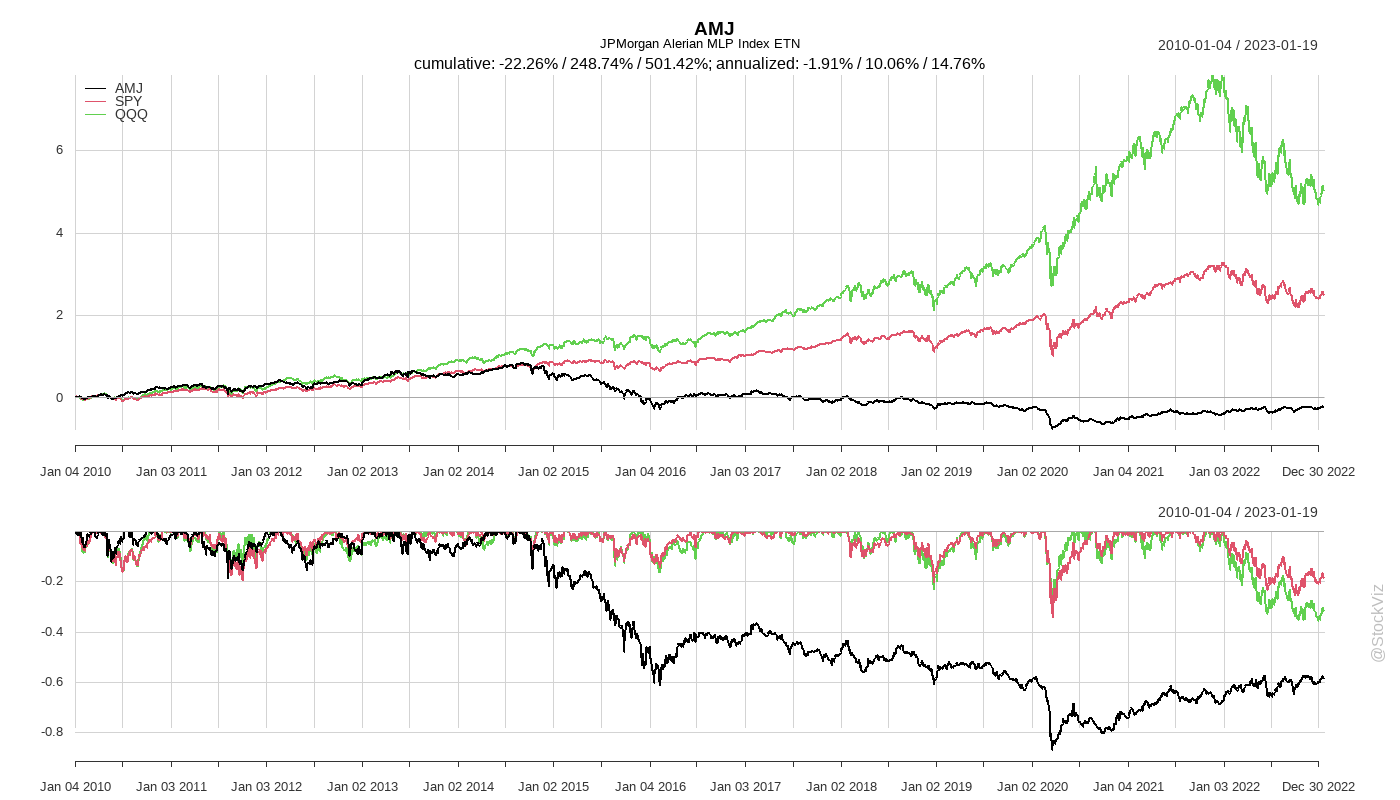 AMJ
JPMorgan Alerian MLP Index ETN
2010-01-04 / 2023-01-19
cumulative: -22.26% / 248.74% / 501.42%; annualized: -1.91% / 10.06% / 14.76%
AMJ
SPY
QQQ
6
4
2
0
Jan 04 2010 Jan 03 2011 Jan 03 2012 Jan 02 2013 Jan 02 2014 Jan 02 2015 Jan 04 2016 Jan 03 2017 Jan 02 2018 Jan 02 2019 Jan 02 2020 Jan 04 2021 Jan 03 2022 Dec 30 2022
2010-01-04 / 2023-01-19
-0.2
-0.4
-0.6
-0.8
Jan 04 2010 Jan 03 2011 Jan 03 2012 Jan 02 2013 Jan 02 2014 Jan 02 2015 Jan 04 2016 Jan 03 2017 Jan 02 2018 Jan 02 2019 Jan 02 2020 Jan 04 2021 Jan 03 2022 Dec 30 2022
@StockViz